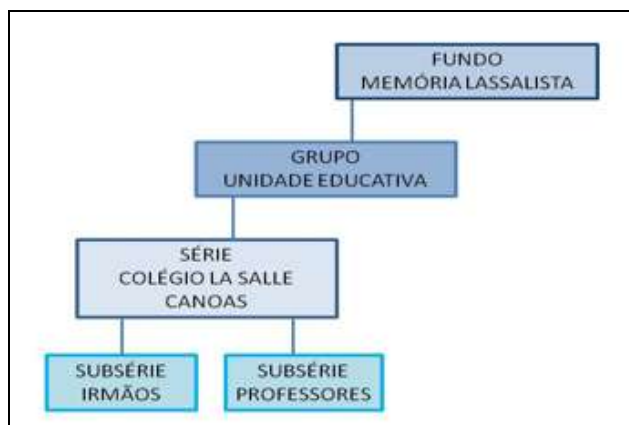 FUNDO
MEMÓRIA LASSALISTA
GRUPO
UNIDADE EDUCATIVA
SÉRIE
COLÉGIO LA SALLE
CANOAS
SUBSÉRIE
IRMÃOS
SUBSÉRIE
PROFESSORES